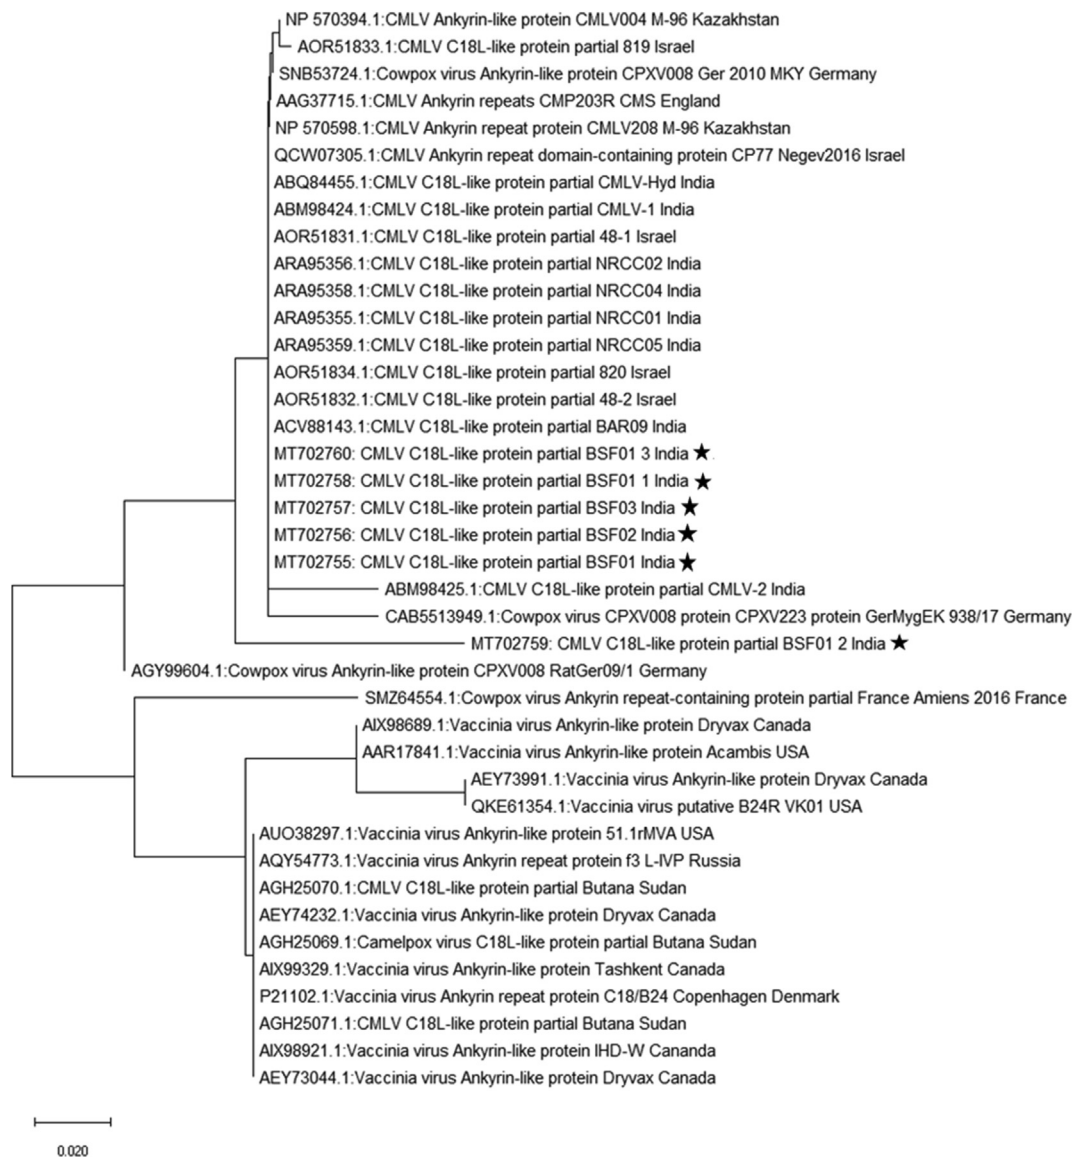 NP 570394.1:CMLV Ankyrin-like protein CMLV004 M-96 Kazakhstan
AOR51833.1:CMLV C18L-like protein partial 819 Israel
SNB53724.1:Cowpox virus Ankyrin-like protein CPXV008 Ger 2010 MKY Germany
AAG37715.1:CMLV Ankyrin repeats CMP203R CMS England
NP 570598.1:CMLV Ankyrin repeat protein CMLV208 M-96 Kazakhstan
QCW07305.1:CMLV Ankyrin repeat domain-containing protein CP77 Negev2016 Israel
ABQ84455.1:CMLV C18L-like protein partial CMLV-Hyd India
ABM98424.1:CMLV C18L-like protein partial CMLV-1 India
AOR51831.1:CMLV C18L-like protein partial 48-1 Israel
ARA95356.1:CMLV C18L-like protein partial NRCC02 India
ARA95358.1:CMLV C18L-like protein partial NRCC04 India
ARA95355.1:CMLV C18L-like protein partial NRCC01 India
ARA95359.1:CMLV C18L-like protein partial NRCC05 India
AOR51834.1:CMLV C18L-like protein partial 820 Israel
AOR51832.1:CMLV C18L-like protein partial 48-2 Israel
ACV88143.1:CMLV C18L-like protein partial BAR09 India
MT702760: CMLV C18L-like protein partial BSF01 3 India ★
MT702758: CMLV C18L-like protein partial BSF01 1 India ★
MT702757: CMLV C18L-like protein partial BSF03 India ★
MT702756: CMLV C18L-like protein partial BSF02 India ★
MT702755: CMLV C18L-like protein partial BSF01 India ★
ABM98425.1:CMLV C18L-like protein partial CMLV-2 India
CAB5513949.1:Cowpox virus CPXV008 protein CPXV223 protein GerMygEK 938/17 Germany
MT702759: CMLV C18L-like protein partial BSF01 2 India ★
AGY99604.1:Cowpox virus Ankyrin-like protein CPXV008 RatGer09/1 Germany
SMZ64554.1:Cowpox virus Ankyrin repeat-containing protein partial France Amiens 2016 France
AIX98689.1:Vaccinia virus Ankyrin-like protein Dryvax Canada
AAR17841.1:Vaccinia virus Ankyrin-like protein Acambis USA
AEY73991.1:Vaccinia virus Ankyrin-like protein Dryvax Canada
QKE61354.1:Vaccinia virus putative B24R VK01 USA
AUO38297.1:Vaccinia virus Ankyrin-like protein 51.1rMVA USA
AQY54773.1:Vaccinia virus Ankyrin repeat protein f3 L-IVP Russia
AGH25070.1:CMLV C18L-like protein partial Butana Sudan
AEY74232.1:Vaccinia virus Ankyrin-like protein Dryvax Canada
AGH25069.1:Camelpox virus C18L-like protein partial Butana Sudan
AIX99329.1:Vaccinia virus Ankyrin-like protein Tashkent Canada
P21102.1:Vaccinia virus Ankyrin repeat protein C18/B24 Copenhagen Denmark
AGH25071.1:CMLV C18L-like protein partial Butana Sudan
AIX98921.1:Vaccinia virus Ankyrin-like protein IHD-W Cananda
AEY73044.1:Vaccinia virus Ankyrin-like protein Dryvax Canada
0.020